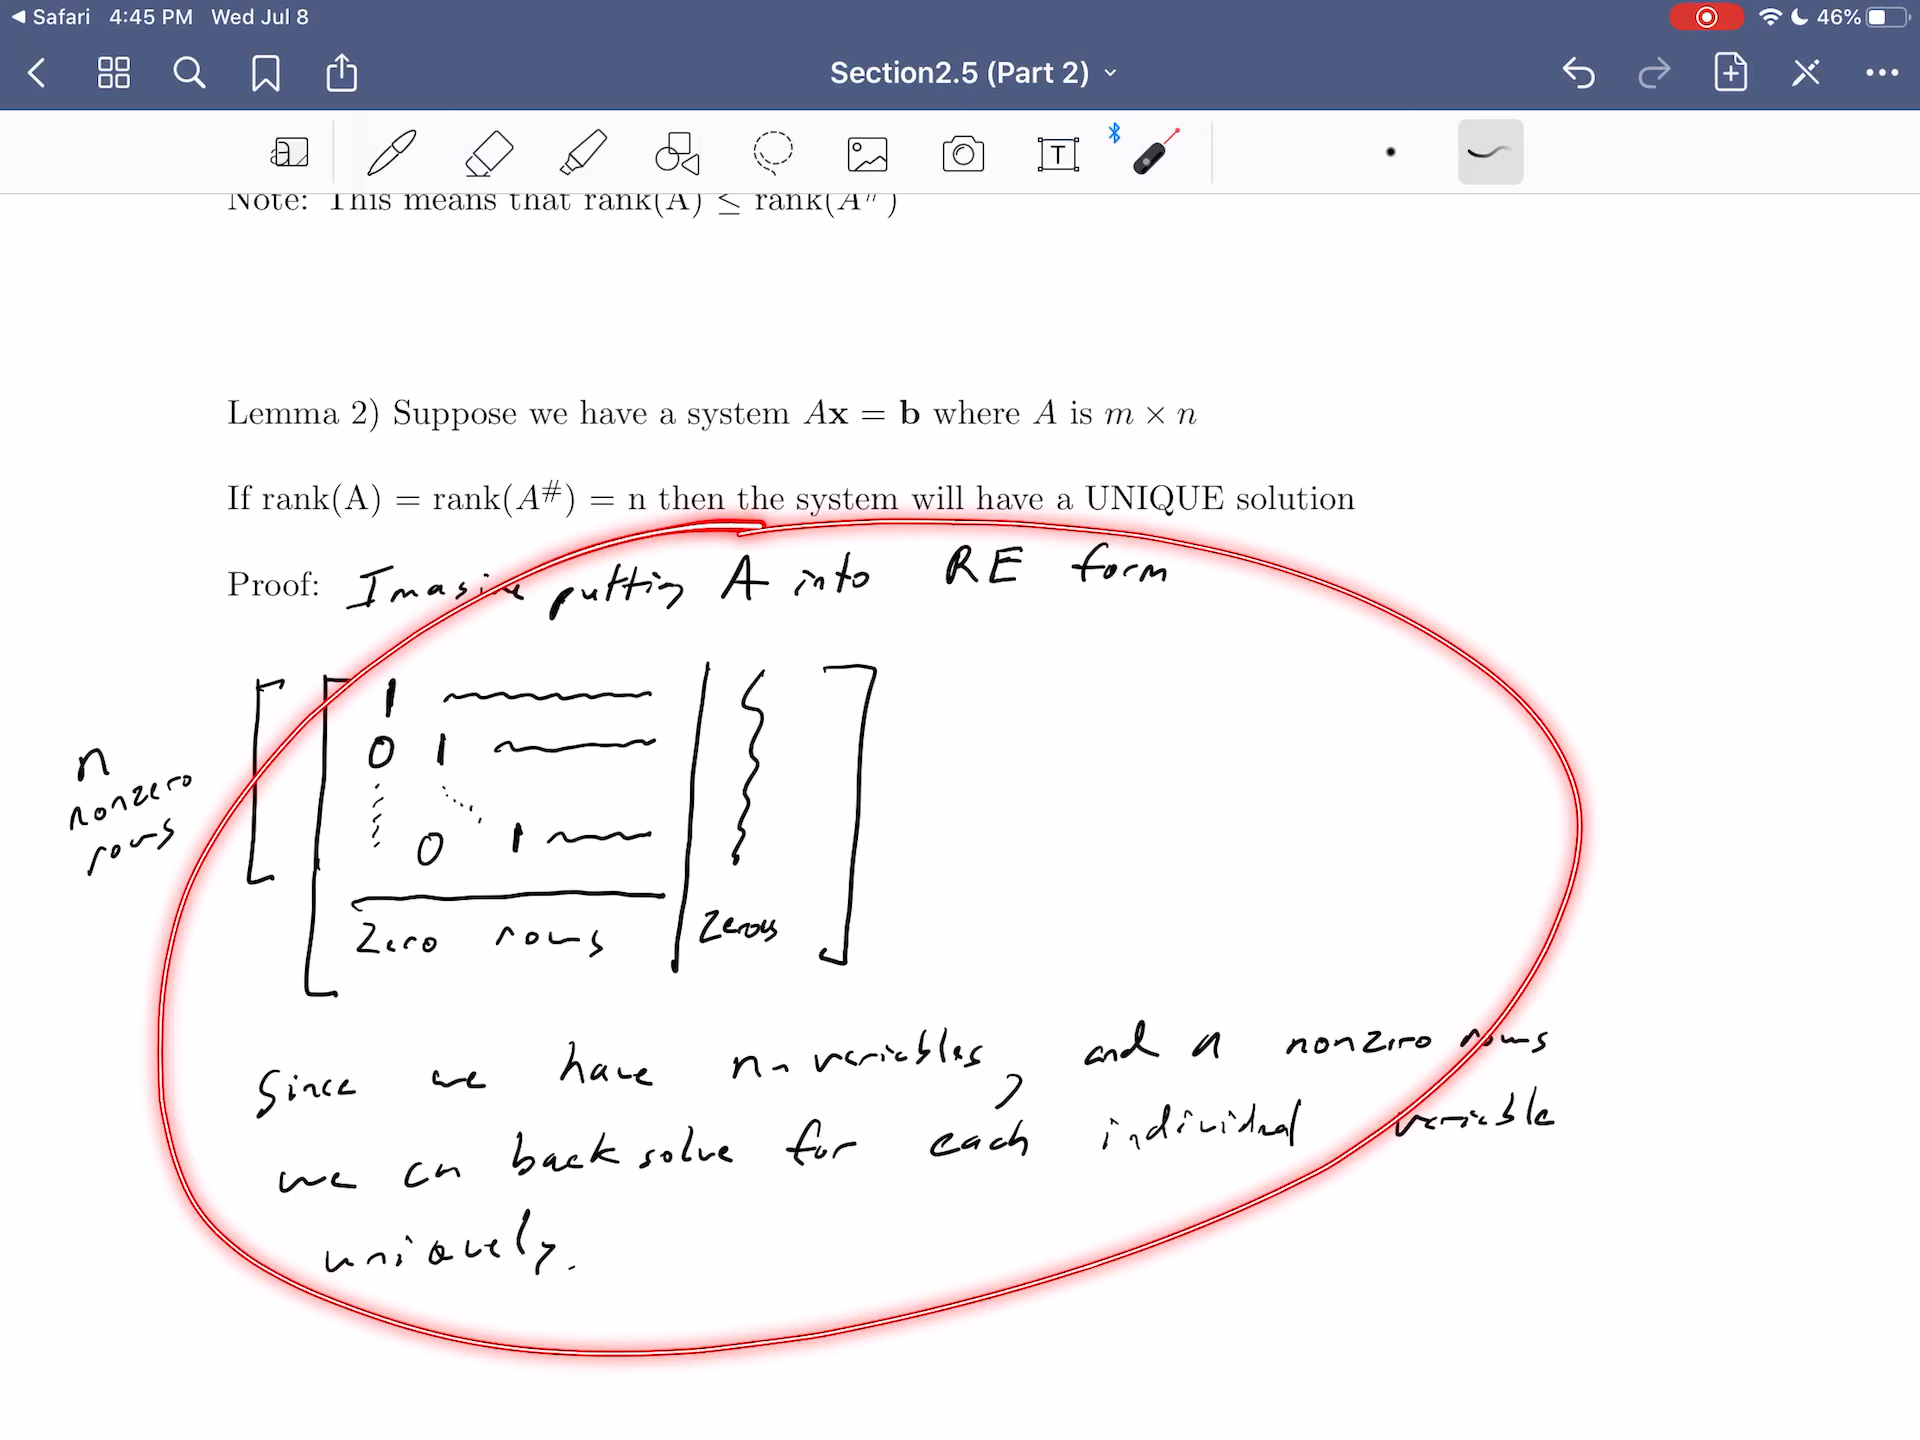 Safari 4:45 PM Wed Jul 8
46%
Section2.5 (Part 2)
Note: This means that rank(A) ≤ rank(A#)
Lemma 2) Suppose we have a system Ax = b where A is m × n
If rank(A) = rank(A#) = n then the system will have a UNIQUE solution
Proof: Imagine putting A into RE form
1
0 1
0 1
n
nonzero
rows
Zero rows
Zeros
Since we have n-variables, and n nonzero rows
we can back solve for each individual variable
uniquely.